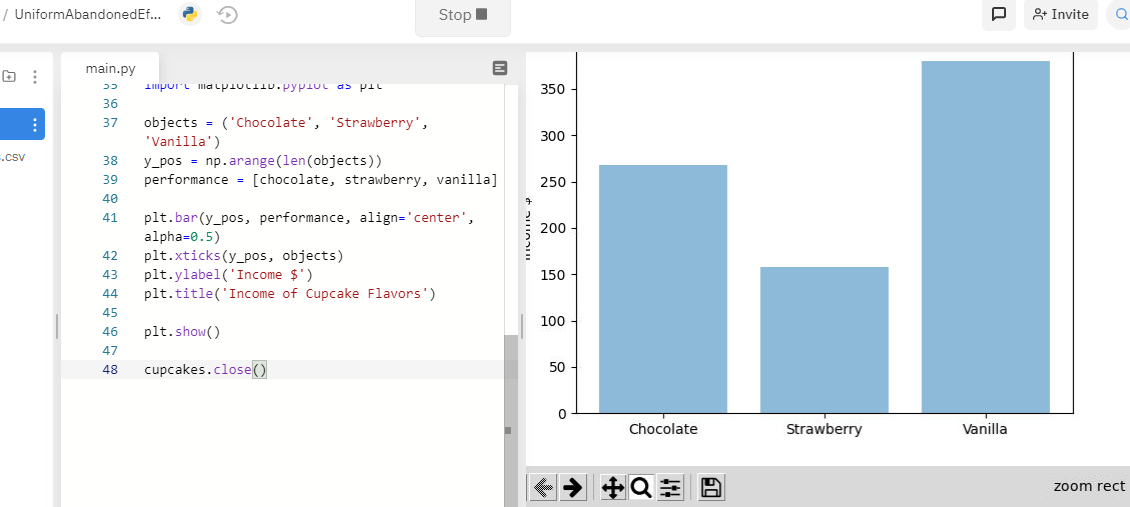 / UniformAbandonedEf...
Stop
Invite
main.py
.csv
35 import matplotlib.pyplot as plt
36
37 objects = ('Chocolate', 'Strawberry',
'Vanilla')
38 y_pos = np.arange(len(objects))
39 performance = [chocolate, strawberry, vanilla]
40
41 plt.bar(y_pos, performance, align='center',
alpha=0.5)
42 plt.xticks(y_pos, objects)
43 plt.ylabel('Income $')
44 plt.title('Income of Cupcake Flavors')
45
46 plt.show()
47
48 cupcakes.close()
Income $
350
300
250
200
150
100
50
0
Chocolate Strawberry Vanilla
zoom rect